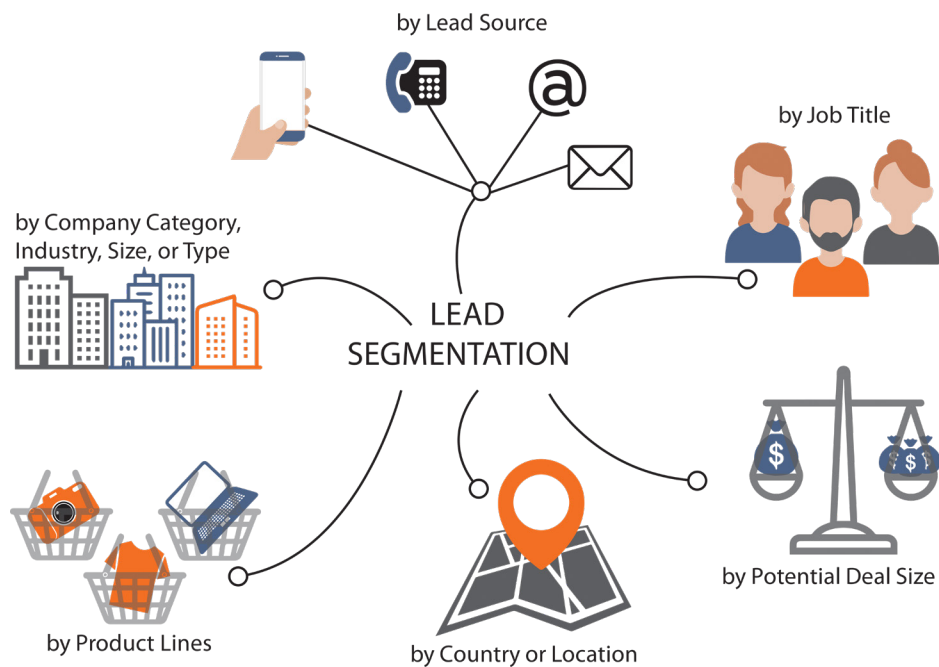 by Lead Source
@
by Job Title
by Company Category,
Industry, Size, or Type
LEAD
SEGMENTATION
$
$ $ $
by Potential Deal Size
by Product Lines
by Country or Location